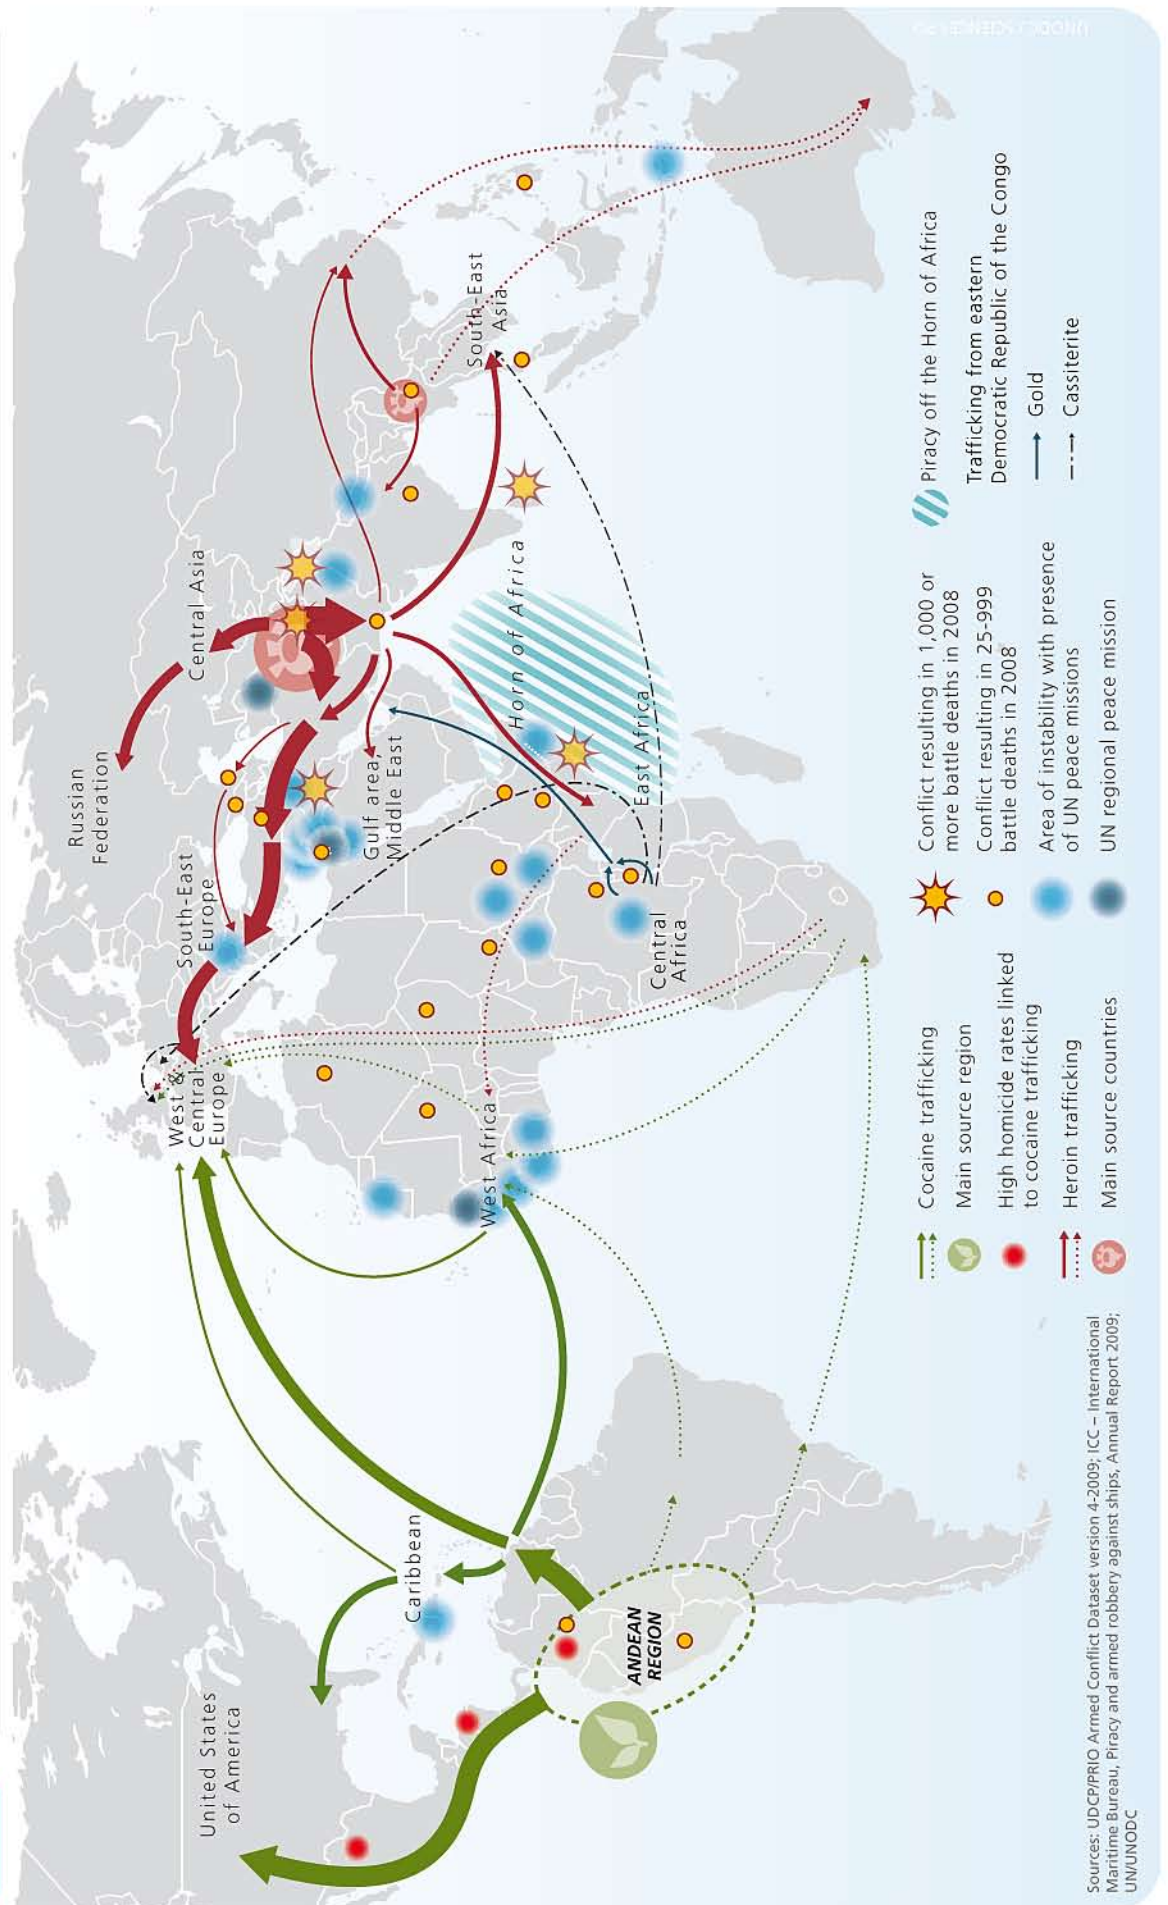 United States
of America
Caribbean
ANDEAN
REGION
West &
Central
Europe
South-East
Europe
Russian
Federation
Central Asia
Gulf area,
Middle East
Horn of Africa
East Africa
Central
Africa
West Africa
South-East
Asia
Cocaine trafficking
Main source region
High homicide rates linked
to cocaine trafficking
Heroin trafficking
Main source countries
Conflict resulting in 1,000 or
more battle deaths in 2008
Conflict resulting in 25-999
battle deaths in 2008
Area of instability with presence
of UN peace missions
UN regional peace mission
Piracy off the Horn of Africa
Trafficking from eastern
Democratic Republic of the Congo
Gold
Cassiterite
Sources: UDCP/PRIO Armed Conflict Dataset version 4-2009; ICC – International
Maritime Bureau, Piracy and armed robbery against ships, Annual Report 2009;
UN/UNODC
UNODC /